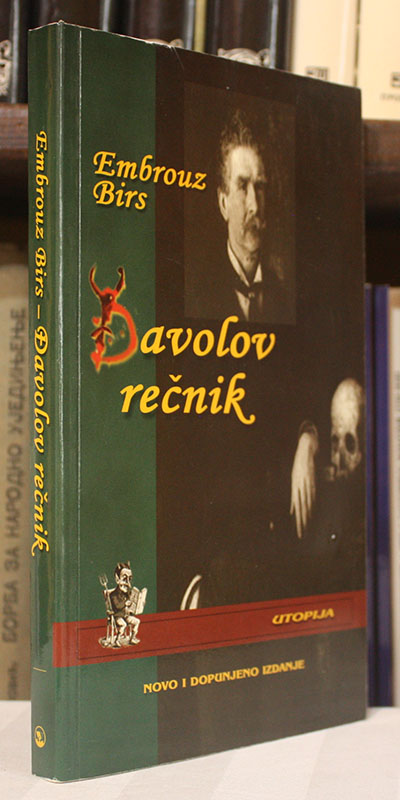 Embrouz
Birs
Đavolov
rečnik
UTOPIJA
NOVO I DOPUNJENO IZDANJE
Embrouz Birs – Đavolov rečnik
БОРБА ЗА НАРОДНО УЈЕДИЊЕЊЕ